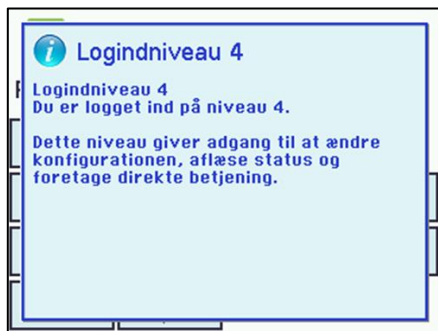 Logindniveau 4
Logindniveau 4
Du er logget ind på niveau 4.
Dette niveau giver adgang til at ændre
konfigurationen, aflæse status og
foretage direkte betjening.